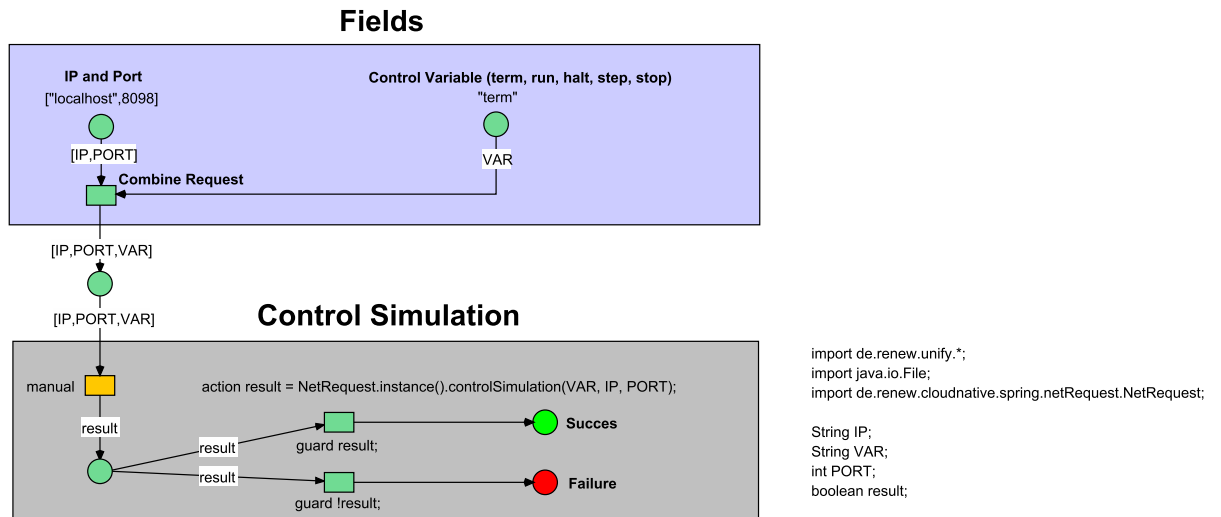 Fields
IP and Port
["localhost",8098]
Control Variable (term, run, halt, step, stop)
"term"
[IP,PORT]
VAR
Combine Request
[IP,PORT,VAR]
[IP,PORT,VAR]
Control Simulation
manual
action result = NetRequest.instance().controlSimulation(VAR, IP, PORT);
result
result
guard result;
Succes
result
guard !result;
Failure
import de.renew.unify.*;
import java.io.File;
import de.renew.cloudnative.spring.netRequest.NetRequest;
String IP;
String VAR;
int PORT;
boolean result;